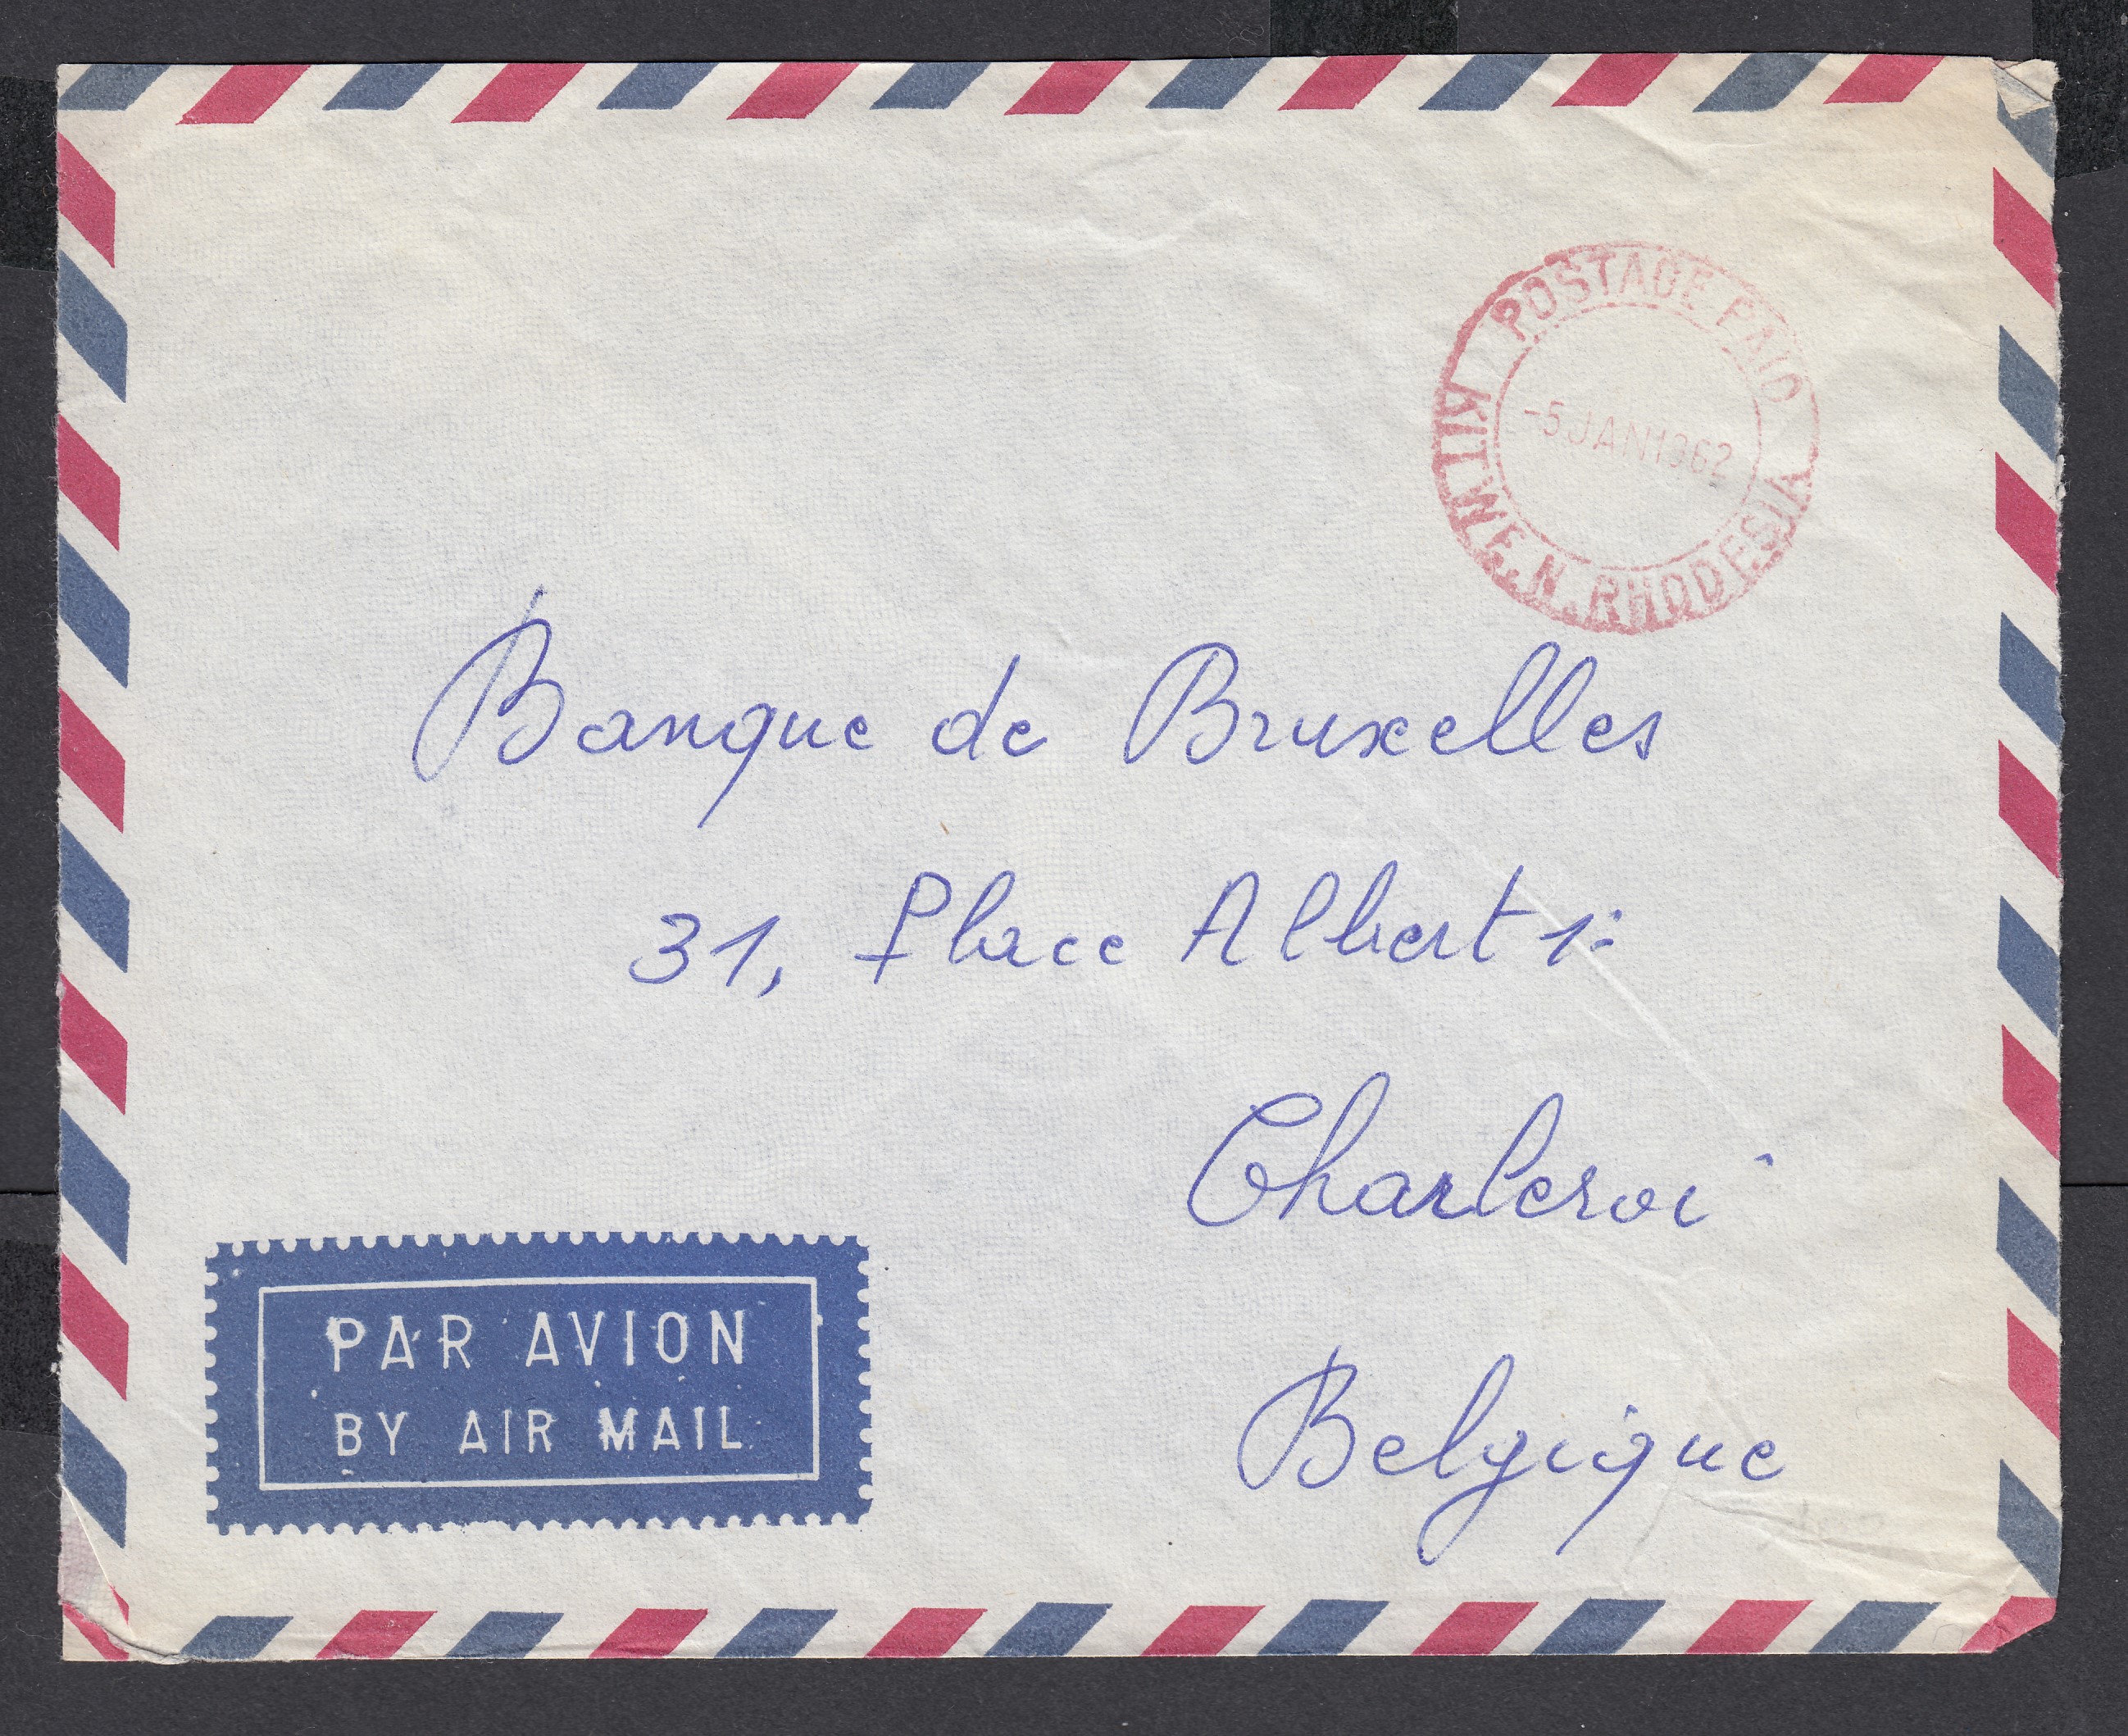 POSTAGE PAID
-5 JAN 1962
KITWE. N. RHODESIA
Banque de Bruxelles
31, Place Albert 1:
Charleroi
Belgique
PAR AVION
BY AIR MAIL